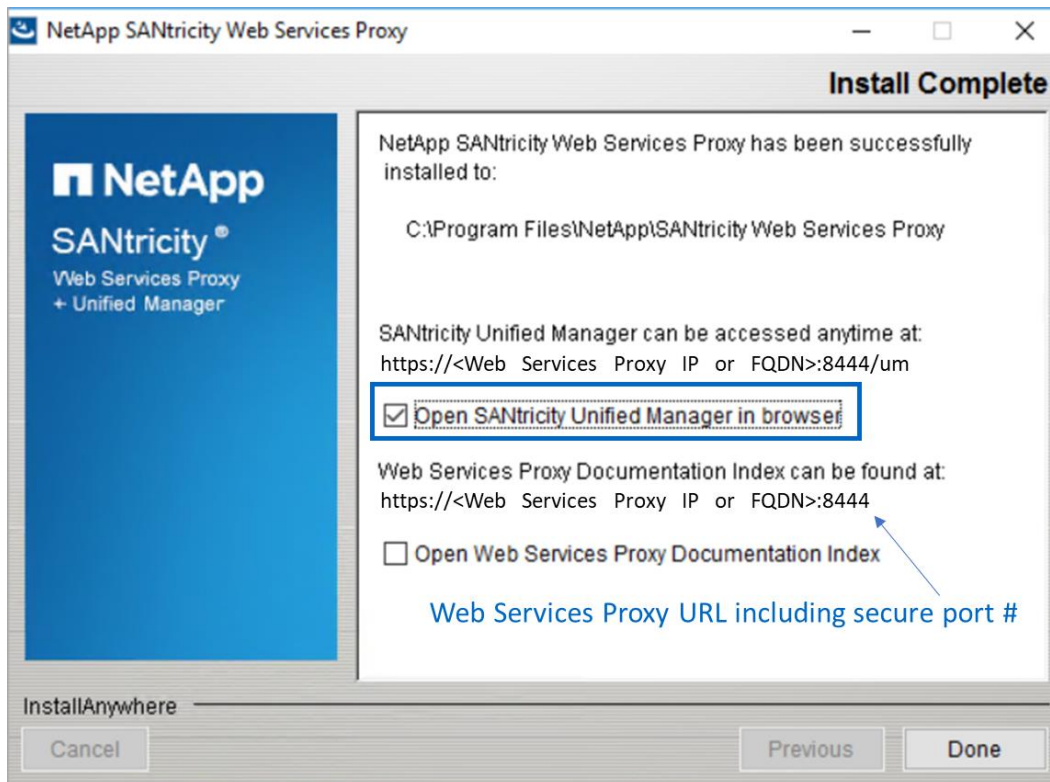 NetApp SANtricity Web Services Proxy
Install Complete
NetApp
SANtricity ®
Web Services Proxy
+ Unified Manager
NetApp SANtricity Web Services Proxy has been successfully
installed to:
C:\Program Files\NetApp\SANtricity Web Services Proxy
SANtricity Unified Manager can be accessed anytime at:
https://<Web Services Proxy IP or FQDN>:8444/um
Open SANtricity Unified Manager in browser
Web Services Proxy Documentation Index can be found at:
https://<Web Services Proxy IP or FQDN>:8444
Open Web Services Proxy Documentation Index
Web Services Proxy URL including secure port #
InstallAnywhere
Cancel
Previous
Done